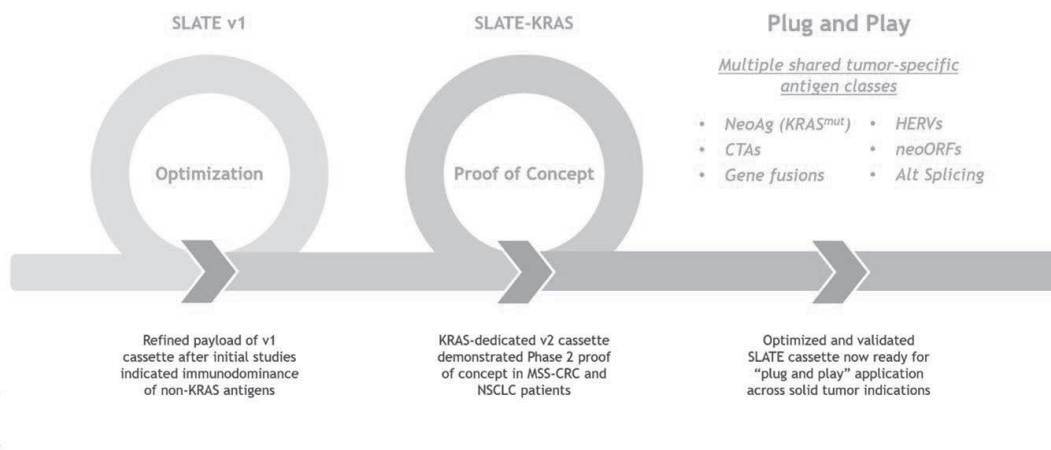 SLATE v1
SLATE-KRAS
Plug and Play
Multiple shared tumor-specific
antigen classes
• NeoAg (KRASmut)
• CTAs
• Gene fusions
• HERVs
• neoORFs
• Alt Splicing
Optimization
Proof of Concept
Refined payload of v1
cassette after initial studies
indicated immunodominance
of non-KRAS antigens
KRAS-dedicated v2 cassette
demonstrated Phase 2 proof
of concept in MSS-CRC and
NSCLC patients
Optimized and validated
SLATE cassette now ready for
“plug and play” application
across solid tumor indications